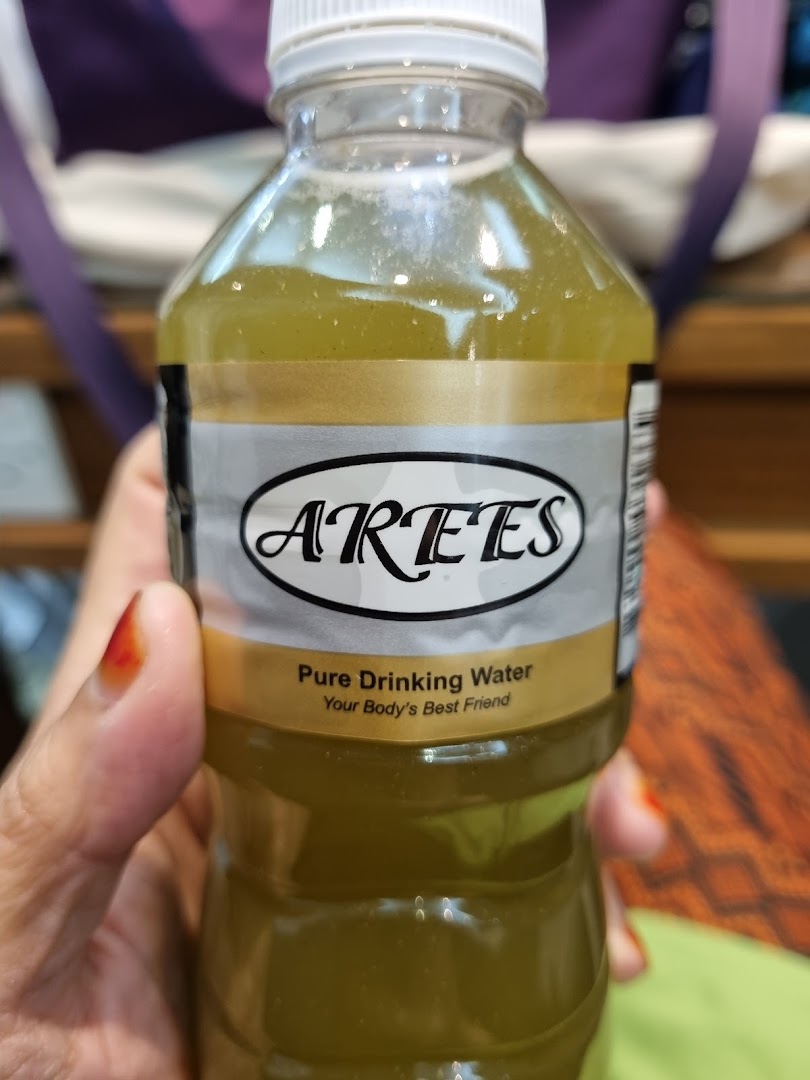 AREES
Pure Drinking Water
Your Body's Best Friend